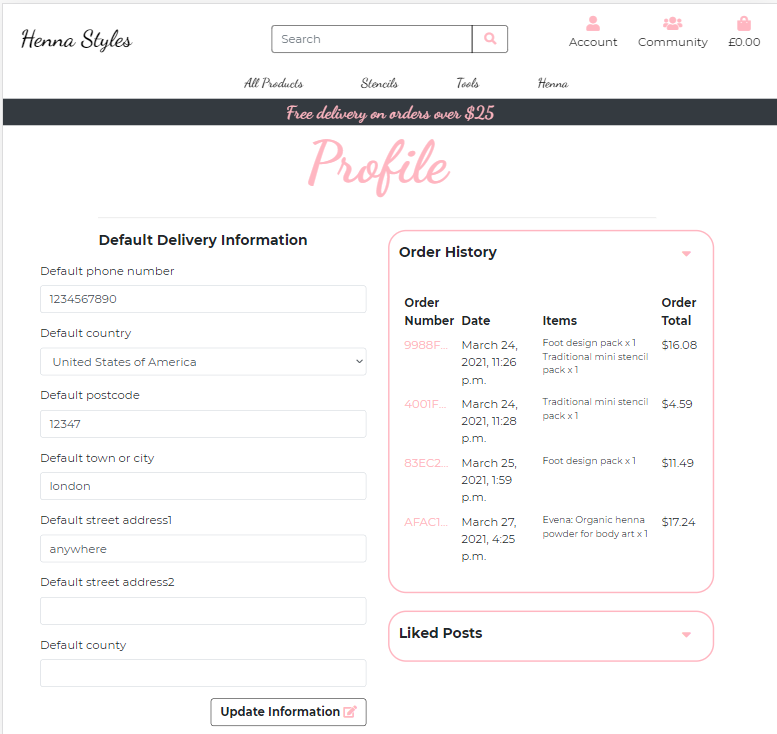 Henna Styles
Search
Account
Community
£0.00
All Products
Stencils
Tools
Henna
Free delivery on orders over $25
Profile
Default Delivery Information
Default phone number
1234567890
Default country
United States of America
Default postcode
12347
Default town or city
london
Default street address1
anywhere
Default street address2
Default county
Update Information
Order History
Order
Number Date Items Order
Total
9988F... March 24, 2021, 11:26 p.m. Foot design pack x 1
Traditional mini stencil pack x 1 $16.08
4001F... March 24, 2021, 11:28 p.m. Traditional mini stencil pack x 1 $4.59
83EC2... March 25, 2021, 1:59 p.m. Foot design pack x 1 $11.49
AFAC1... March 27, 2021, 4:25 p.m. Evena: Organic henna powder for body art x 1 $17.24
Liked Posts